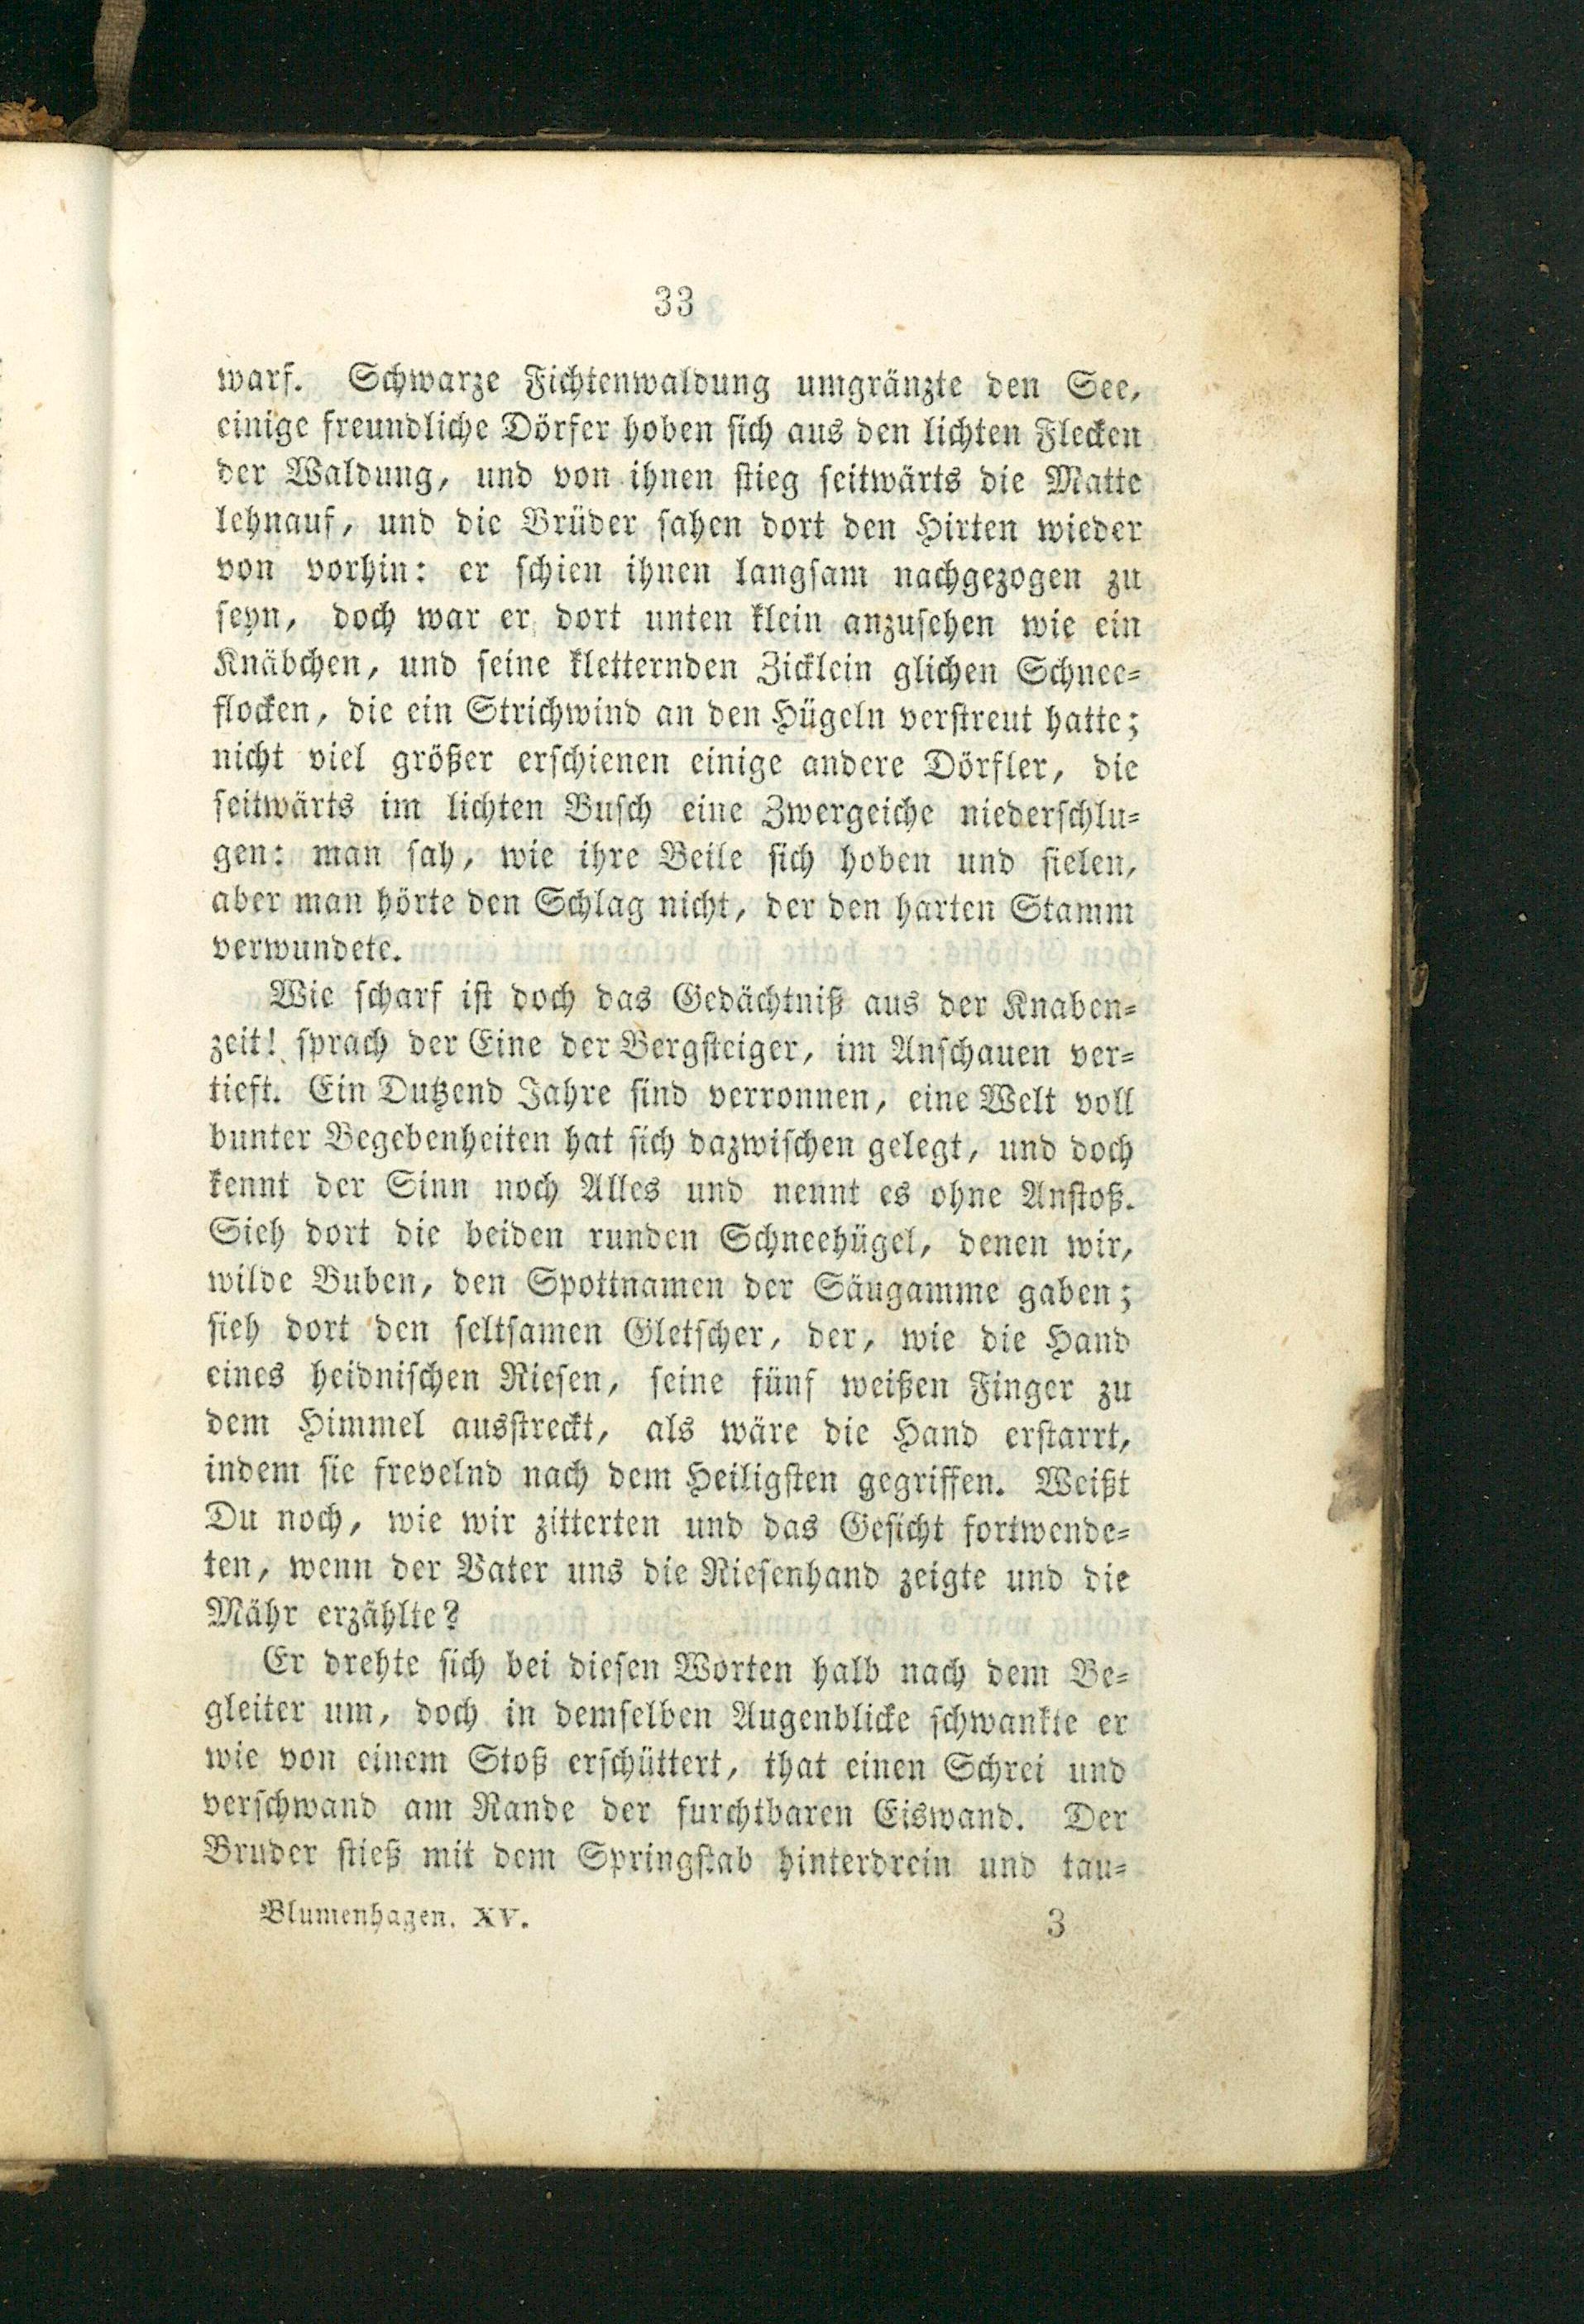 33
warf. Schwarze Fichtenwaldung umgränzte den See,
einige freundliche Dörfer hoben sich aus den lichten Flecken
der Waldung, und von ihnen stieg seitwärts die Matte
lehnauf, und die Brüder sahen dort den Hirten wieder
von vorhin: er schien ihnen langsam nachgezogen zu
seyn, doch war er dort unten klein anzusehen wie ein
Knäbchen, und seine kletternden Zicklein glichen Schnee-
flocken, die ein Strichwind an den Hügeln verstreut hatte;
nicht viel größer erschienen einige andere Dörfler, die
seitwärts im lichten Busch eine Zwergeiche niederschlu-
gen: man sah, wie ihre Beile sich hoben und fielen,
aber man hörte den Schlag nicht, der den harten Stamm
verwundete.
Wie scharf ist doch das Gedächtniß aus der Knaben-
zeit! sprach der Eine der Bergsteiger, im Anschauen ver-
tieft. Ein Dutzend Jahre sind verronnen, eine Welt voll
bunter Begebenheiten hat sich dazwischen gelegt, und doch
kennt der Sinn noch Alles und nennt es ohne Anstoß.
Sieh dort die beiden runden Schneehügel, denen wir,
wilde Buben, den Spottnamen der Säugamme gaben;
sieh dort den seltsamen Gletscher, der, wie die Hand
eines heidnischen Riesen, seine fünf weißen Finger zu
dem Himmel ausstreckt, als wäre die Hand erstarrt,
indem sie frevelnd nach dem Heiligsten gegriffen. Weißt
Du noch, wie wir zitterten und das Gesicht fortwende-
ten, wenn der Vater uns die Riesenhand zeigte und die
Mähr erzählte?
Er drehte sich bei diesen Worten halb nach dem Be-
gleiter um, doch in demselben Augenblicke schwankte er
wie von einem Stoß erschüttert, that einen Schrei und
verschwand am Rande der furchtbaren Eiswand. Der
Bruder stieß mit dem Springstab hinterdrein und tau-
Blumenhagen. XV. 3